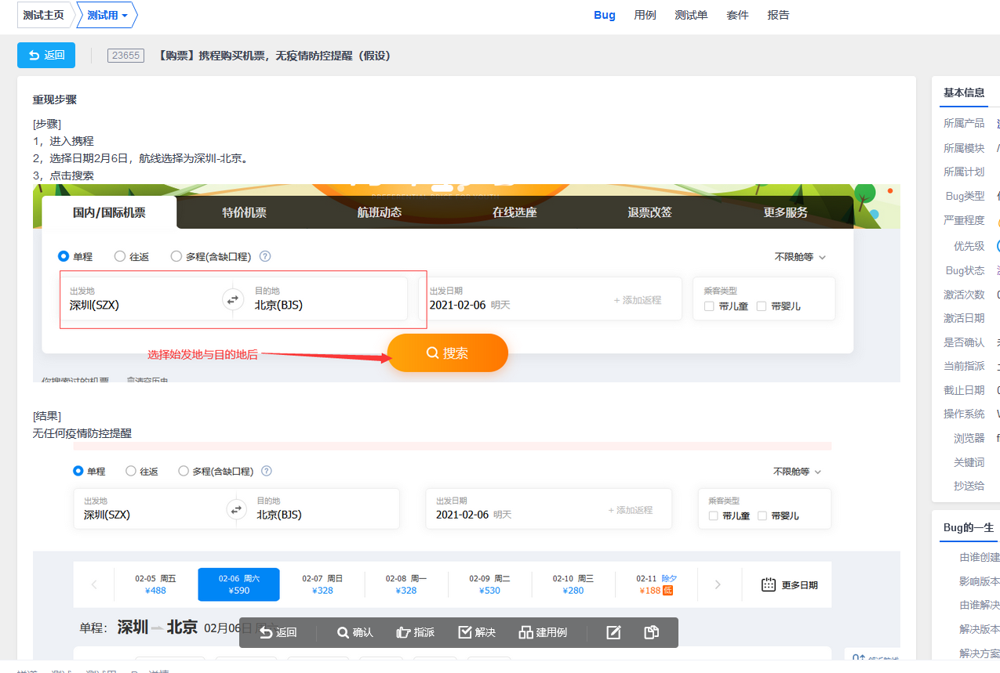 测试主页 测试用 Bug 用例 测试单 套件 报告
返回 23655 【购票】携程购买机票，无疫情防控提醒（假设）
重现步骤
[步骤]
1，进入携程
2，选择日期2月6日，航线选择为深圳-北京。
3，点击搜索
国内/国际机票 特价机票 航班动态 在线选座 退票改签 更多服务
单程 往返 多程(含缺口程) ? 不限舱等
出发地 目的地 出发日期 乘客类型
深圳(SZX) 北京(BJS) 2021-02-06 明天 + 添加返程 带儿童 带婴儿
选择始发地与目的地后 搜索
你搜索过的机票 清空历史
[结果]
无任何疫情防控提醒
单程 往返 多程(含缺口程) ? 不限舱等
出发地 目的地 出发日期 乘客类型
深圳(SZX) 北京(BJS) 2021-02-06 明天 + 添加返程 带儿童 带婴儿
02-05 周五 02-06 周六 02-07 周日 02-08 周一 02-09 周二 02-10 周三 02-11 除夕
¥488 ¥590 ¥328 ¥328 ¥530 ¥280 ¥188 低 更多日期
单程： 深圳 北京 02月06日 周六
返回 确认 指派 解决 建用例
基本信息
所属产品
所属模块 /
所属计划
Bug类型
严重程度
优先级
Bug状态
激活次数
激活日期
是否确认
当前指派
截止日期
操作系统
浏览器
关键词
抄送给
Bug的一生
由谁创建
影响版本
由谁解决
解决版本
解决方案